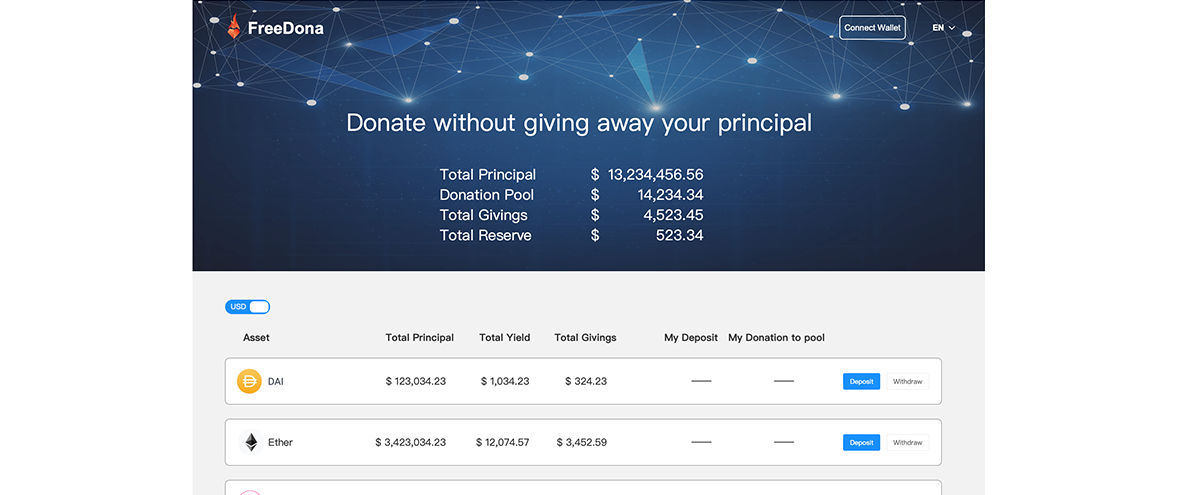 FreeDona
Connect Wallet
EN
Donate without giving away your principal
Total Principal $ 13,234,456.56
Donation Pool $ 14,234.34
Total Givings $ 4,523.45
Total Reserve $ 523.34
USD
Asset Total Principal Total Yield Total Givings My Deposit My Donation to pool
DAI $ 123,034.23 $ 1,034.23 $ 324.23 Deposit Withdraw
Ether $ 3,423,034.23 $ 12,074.57 $ 3,452.59 Deposit Withdraw